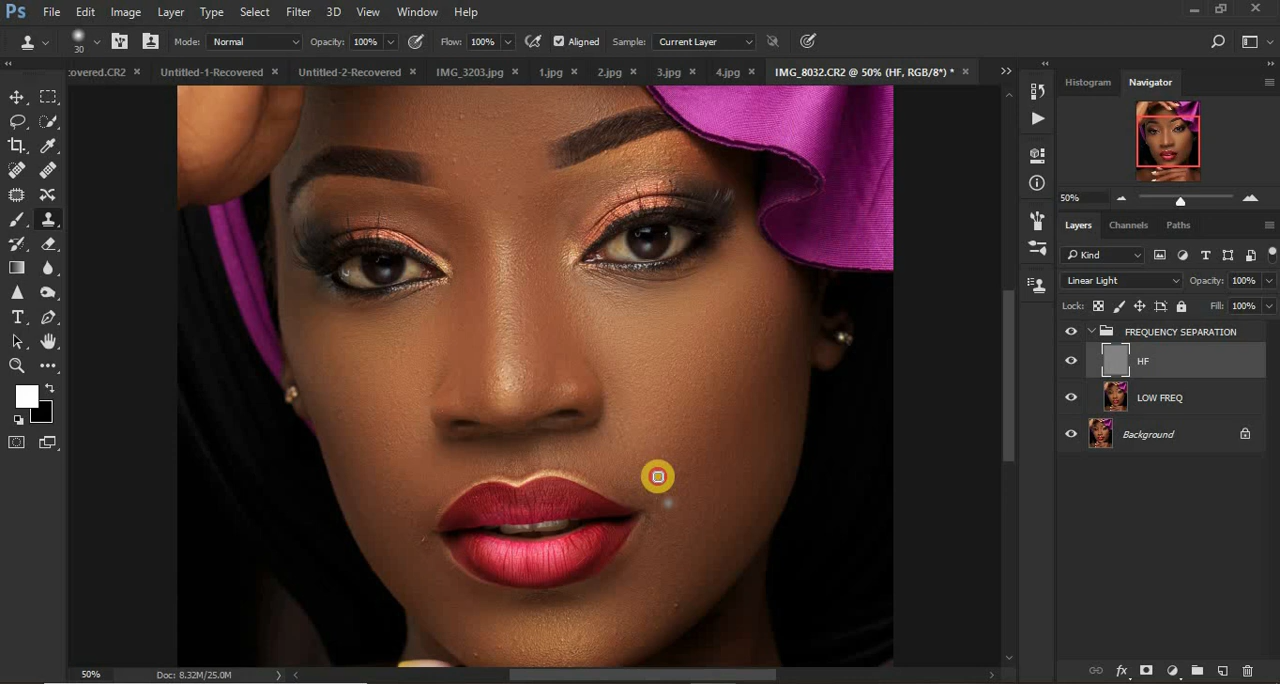 Ps File Edit Image Layer Type Select Filter 3D View Window Help
30 Mode: Normal Opacity: 100% Flow: 100% Aligned Sample: Current Layer
overed.CR2 × Untitled-1-Recovered × Untitled-2-Recovered × IMG_3203.jpg × 1.jpg × 2.jpg × 3.jpg × 4.jpg × IMG_8032.CR2 @ 50% (HF, RGB/8*) * ×
Histogram Navigator
50%
Layers Channels Paths
Kind
Linear Light Opacity: 100%
Lock: Fill: 100%
FREQUENCY SEPARATION
HF
LOW FREQ
Background
50% Doc: 8.32M/25.0M